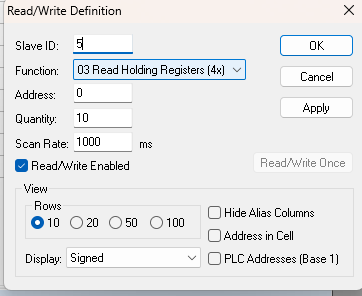 Read/Write Definition
Slave ID: 5
OK
Function: 03 Read Holding Registers (4x)
Cancel
Address: 0
Apply
Quantity: 10
Scan Rate: 1000 ms
Read/Write Enabled
Read/Write Once
View
Rows
10 20 50 100
Hide Alias Columns
Address in Cell
Display: Signed
PLC Addresses (Base 1)